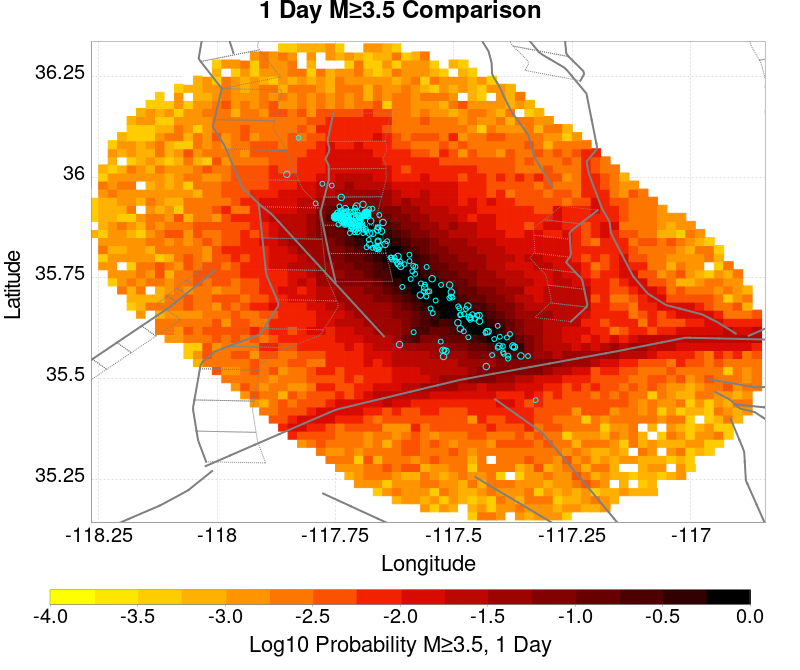 1 Day M≥3.5 Comparison
36.25
36
35.75
35.5
35.25
Latitude
-118.25 -118 -117.75 -117.5 -117.25 -117
Longitude
-4.0 -3.5 -3.0 -2.5 -2.0 -1.5 -1.0 -0.5 0.0
Log10 Probability M≥3.5, 1 Day